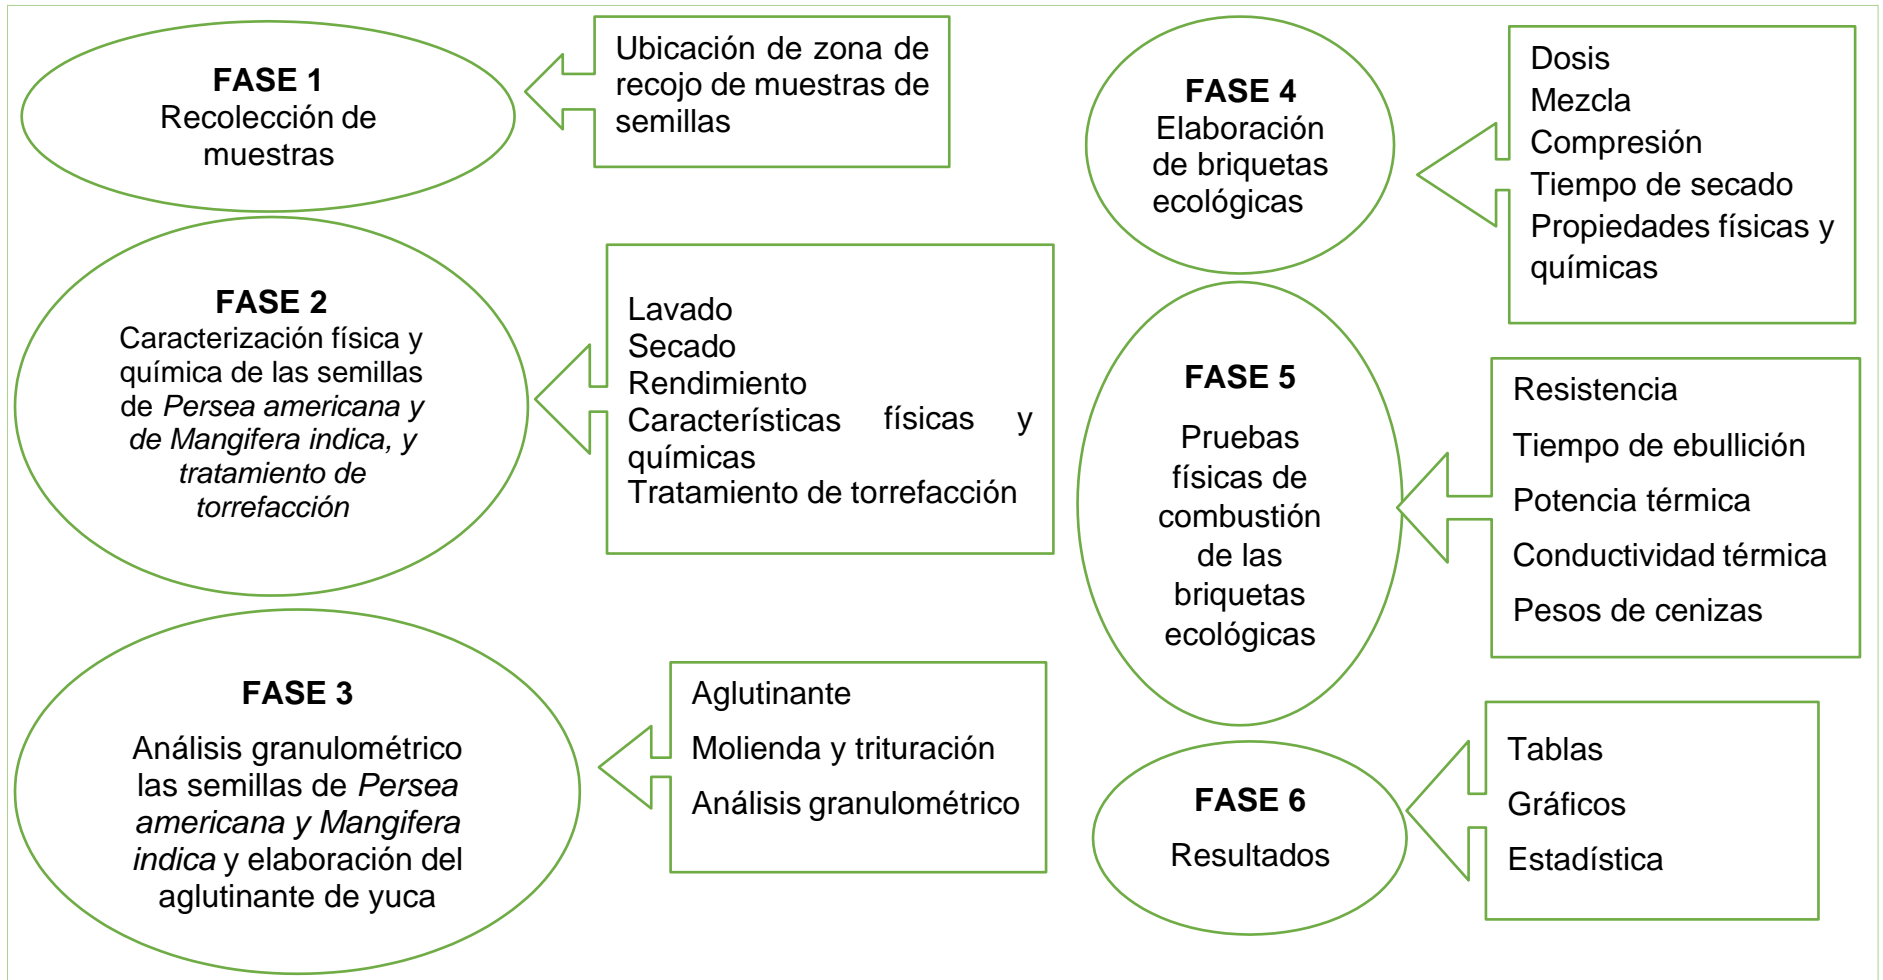 FASE 1
Recolección de
muestras
Ubicación de zona de
recojo de muestras de
semillas
FASE 2
Caracterización física y
química de las semillas
de Persea americana y
de Mangifera indica, y
tratamiento de
torrefacción
Lavado
Secado
Rendimiento
Características físicas y
químicas
Tratamiento de torrefacción
FASE 3
Análisis granulométrico
las semillas de Persea
americana y Mangifera
indica y elaboración del
aglutinante de yuca
Aglutinante
Molienda y trituración
Análisis granulométrico
FASE 4
Elaboración
de briquetas
ecológicas
Dosis
Mezcla
Compresión
Tiempo de secado
Propiedades físicas y
químicas
FASE 5
Pruebas
físicas de
combustión
de las
briquetas
ecológicas
Resistencia
Tiempo de ebullición
Potencia térmica
Conductividad térmica
Pesos de cenizas
FASE 6
Resultados
Tablas
Gráficos
Estadística